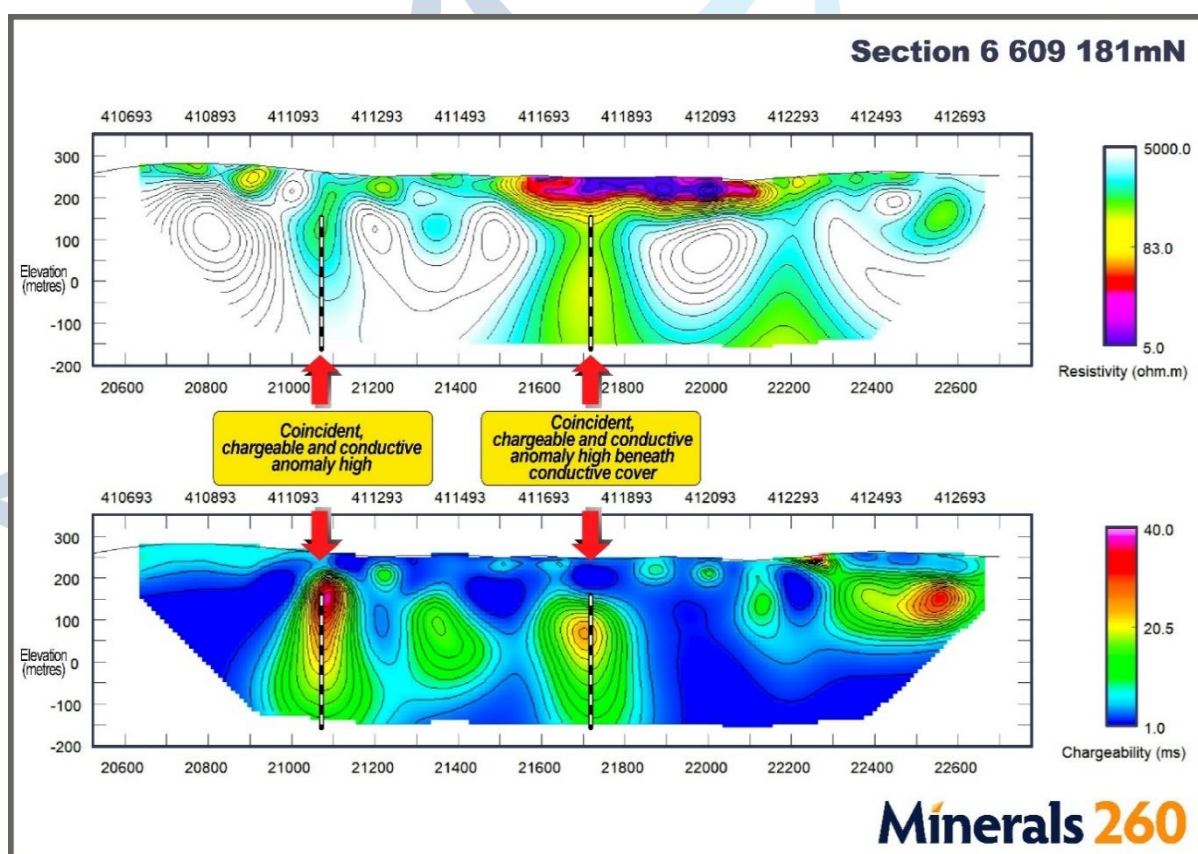 Section 6 609 181mN
410693 410893 411093 411293 411493 411693 411893 412093 412293 412493 412693
300
200
100
Elevation
(metres)
0
-100
-200
20600 20800 21000 21200 21400 21600 21800 22000 22200 22400 22600
5000.0
83.0
5.0
Resistivity (ohm.m)
Coincident,
chargeable and conductive
anomaly high
Coincident,
chargeable and conductive
anomaly high beneath
conductive cover
410693 410893 411093 411293 411493 411693 411893 412093 412293 412493 412693
300
200
100
Elevation
(metres)
0
-100
-200
20600 20800 21000 21200 21400 21600 21800 22000 22200 22400 22600
40.0
20.5
1.0
Chargeability (ms)
Minerals 260